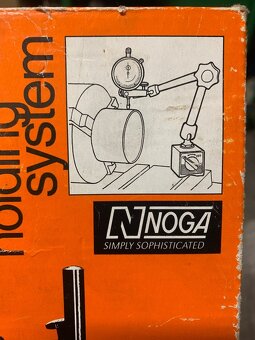 holding
system
NOGA
SIMPLY SOPHISTICATED